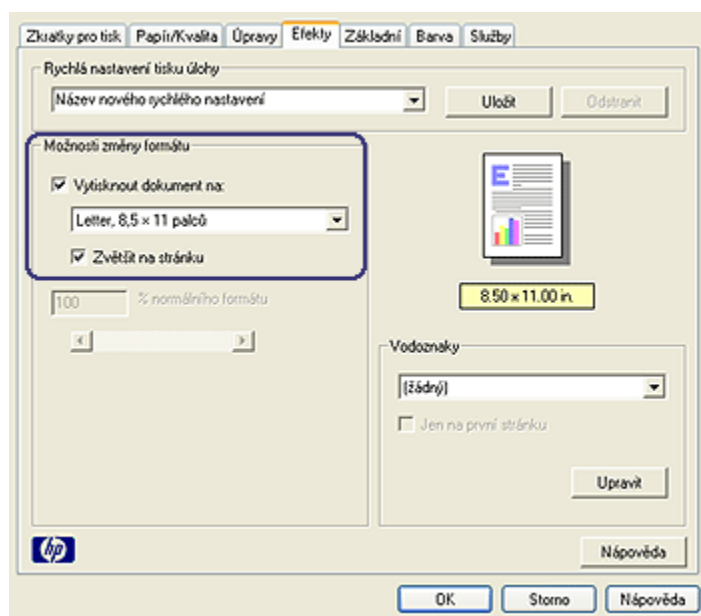 Zkratky pro tisk Papír/Kvalita Úpravy Efekty Základní Barva Služby
Rychlá nastavení tisku úlohy
Název nového rychlého nastavení Uložit Odstranit
Možnosti změny formátu
Vytisknout dokument na:
Letter, 8,5 × 11 palců
Zvětšit na stránku
100 % normálního formátu
E
8.50 × 11.00 in.
Vodoznaky
(žádný)
Jen na první stránku
Upravit
hp Nápověda
OK Storno Nápověda